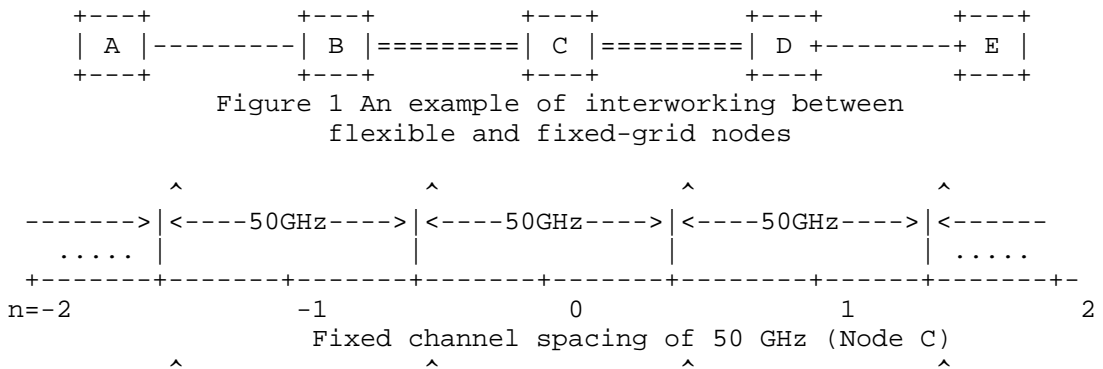 +---+         +---+         +---+         +---+         +---+
| A |---------| B |=========| C |=========| D +--------+ E |
+---+         +---+         +---+         +---+         +---+
Figure 1 An example of interworking between
flexible and fixed-grid nodes
^               ^               ^               ^
------->|<----50GHz---->|<----50GHz---->|<----50GHz---->|<------
..... |               |               |               | .....
+-------+-------+-------+-------+-------+-------+-------+-------+-
n=-2              -1               0                1               2
Fixed channel spacing of 50 GHz (Node C)
^               ^               ^               ^